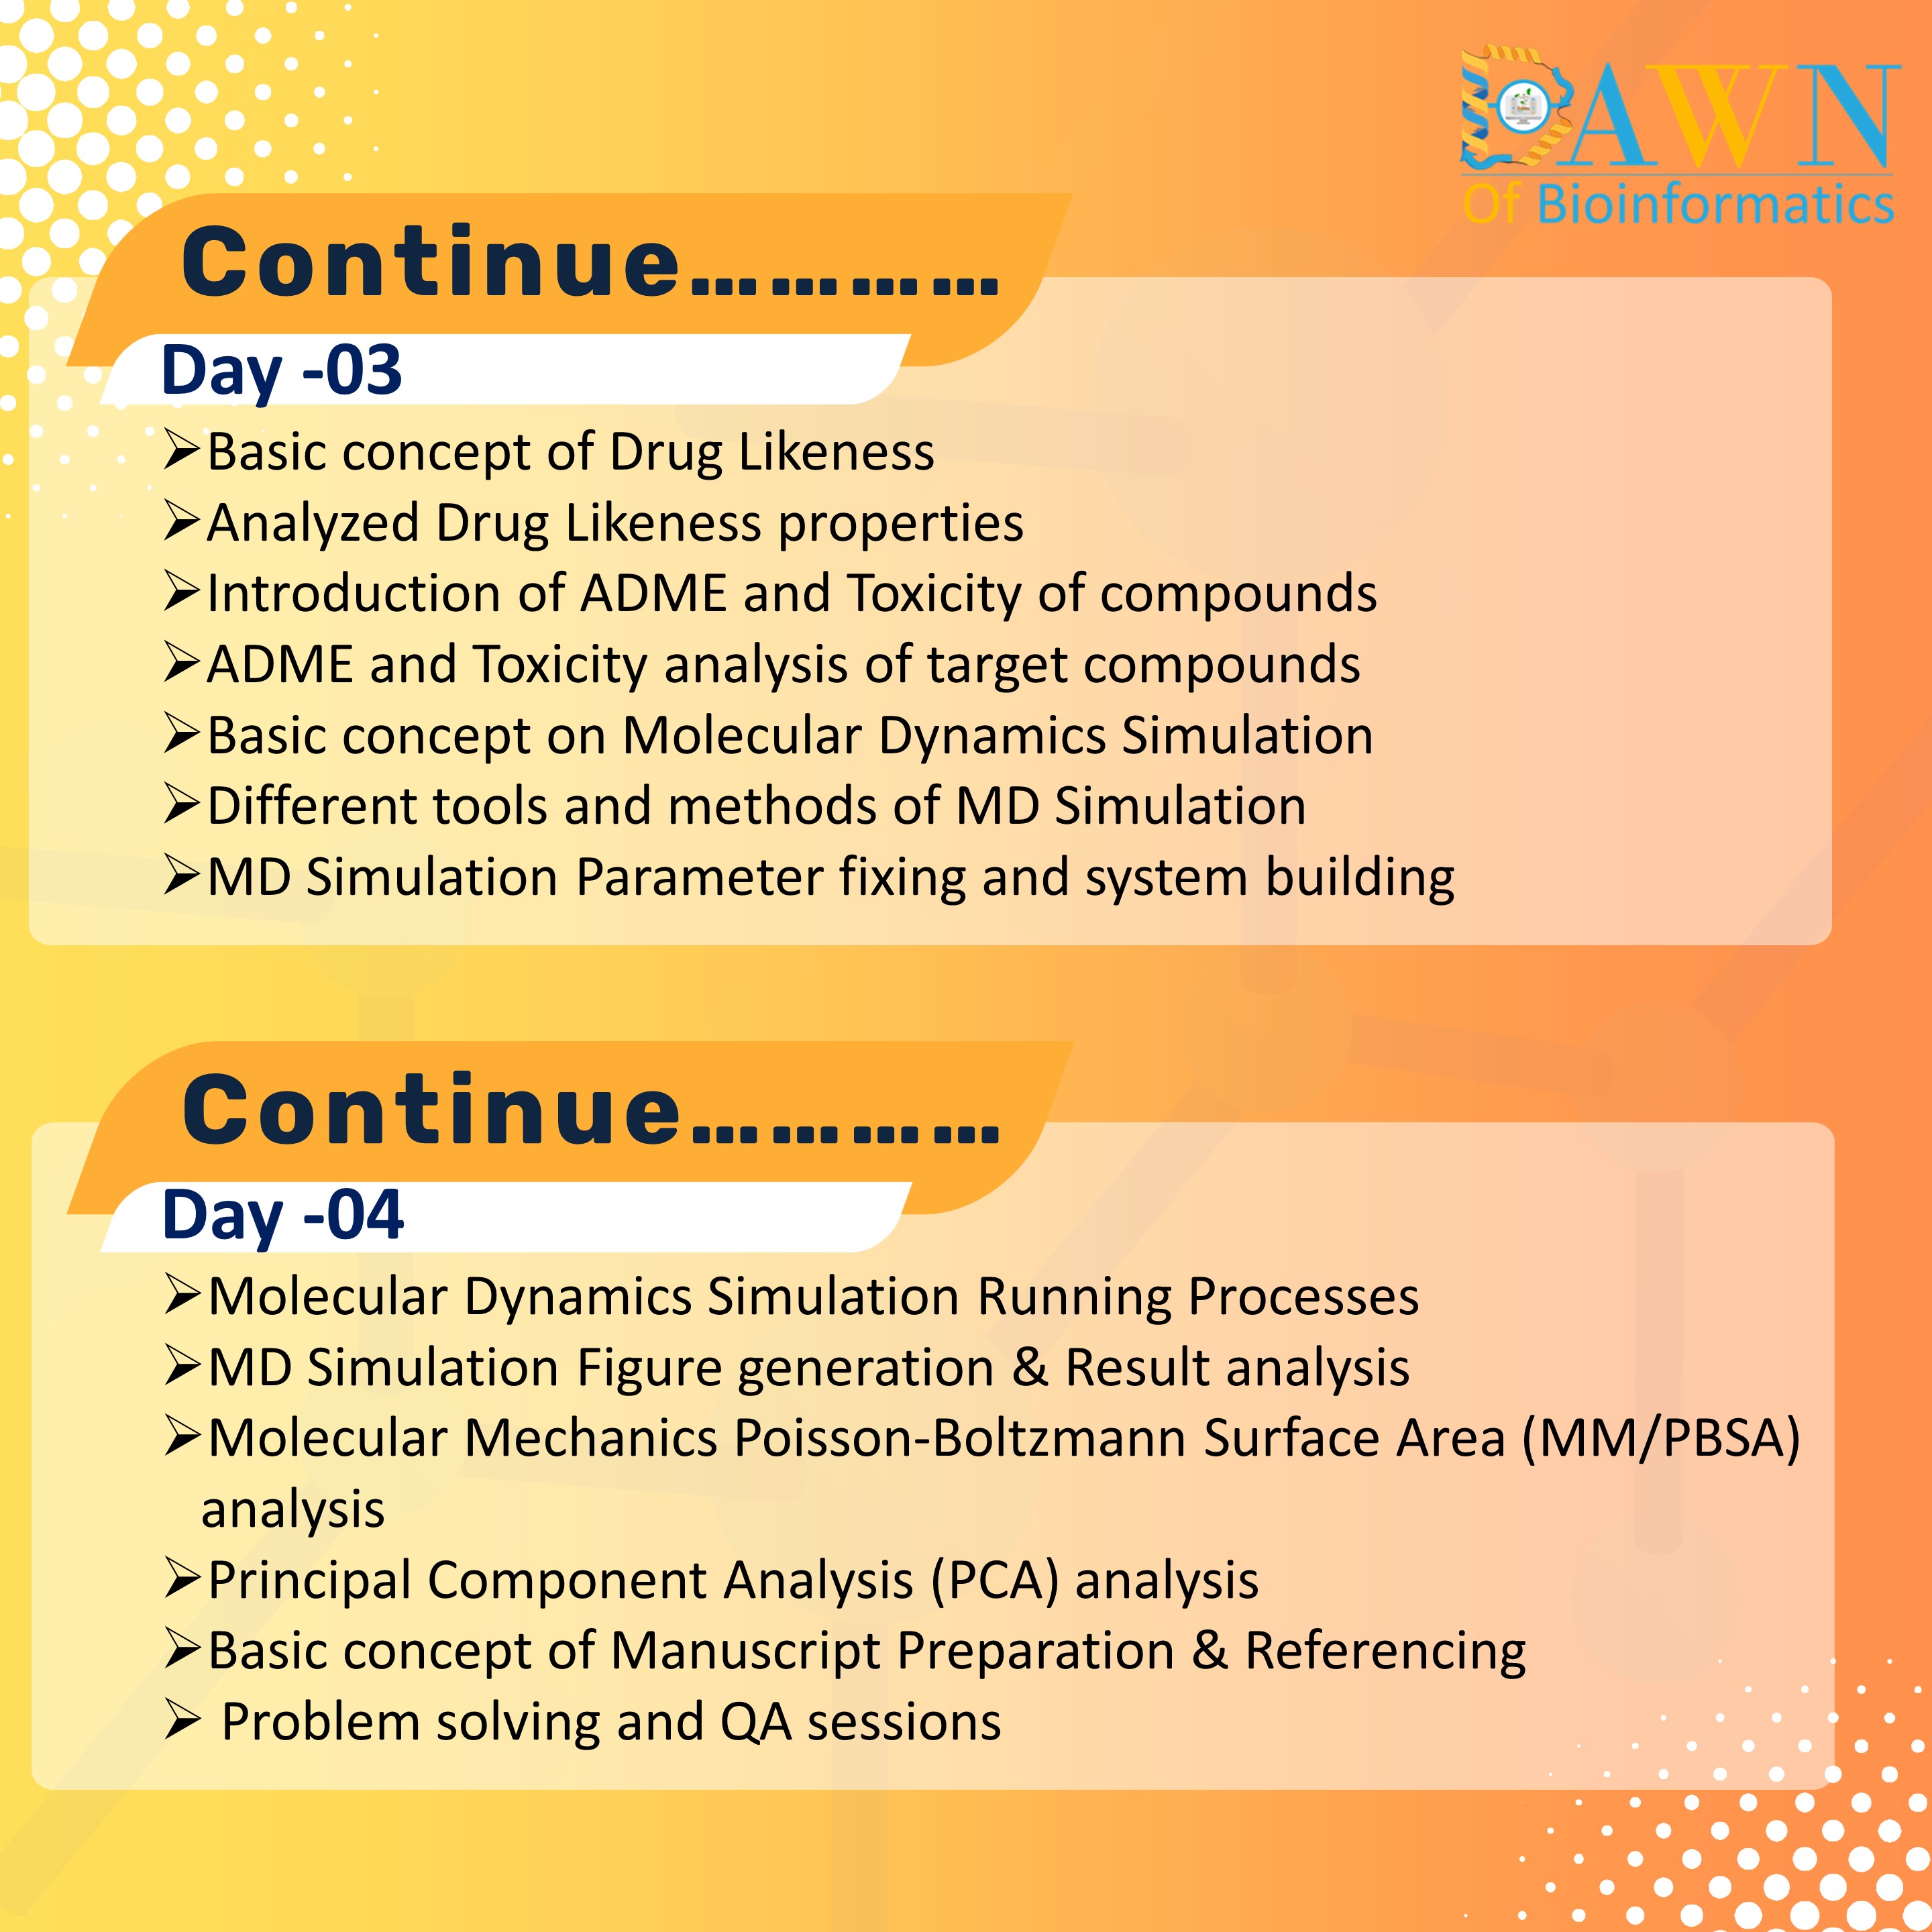 DAWN
Of Bioinformatics
Continue…………
Day -03
➢Basic concept of Drug Likeness
➢Analyzed Drug Likeness properties
➢Introduction of ADME and Toxicity of compounds
➢ADME and Toxicity analysis of target compounds
➢Basic concept on Molecular Dynamics Simulation
➢Different tools and methods of MD Simulation
➢MD Simulation Parameter fixing and system building
Continue…………
Day -04
➢Molecular Dynamics Simulation Running Processes
➢MD Simulation Figure generation & Result analysis
➢Molecular Mechanics Poisson-Boltzmann Surface Area (MM/PBSA)
analysis
➢Principal Component Analysis (PCA) analysis
➢Basic concept of Manuscript Preparation & Referencing
➢ Problem solving and QA sessions